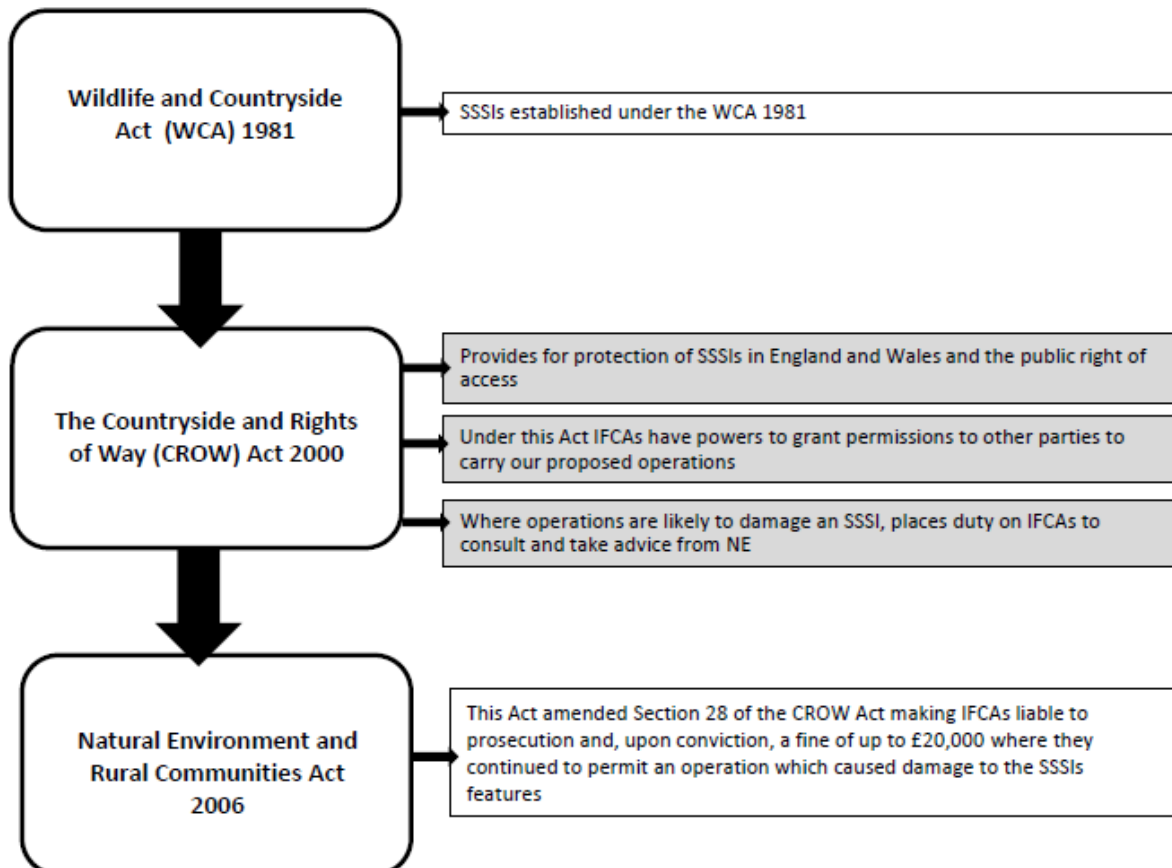 Wildlife and Countryside
Act  (WCA) 1981
SSSIs established under the WCA 1981
The Countryside and Rights
of Way (CROW) Act 2000
Provides for protection of SSSIs in England and Wales and the public right of
access
Under this Act IFCAs have powers to grant permissions to other parties to
carry our proposed operations
Where operations are likely to damage an SSSI, places duty on IFCAs to
consult and take advice from NE
Natural Environment and
Rural Communities Act
2006
This Act amended Section 28 of the CROW Act making IFCAs liable to
prosecution and, upon conviction, a fine of up to £20,000 where they
continued to permit an operation which caused damage to the SSSIs
features